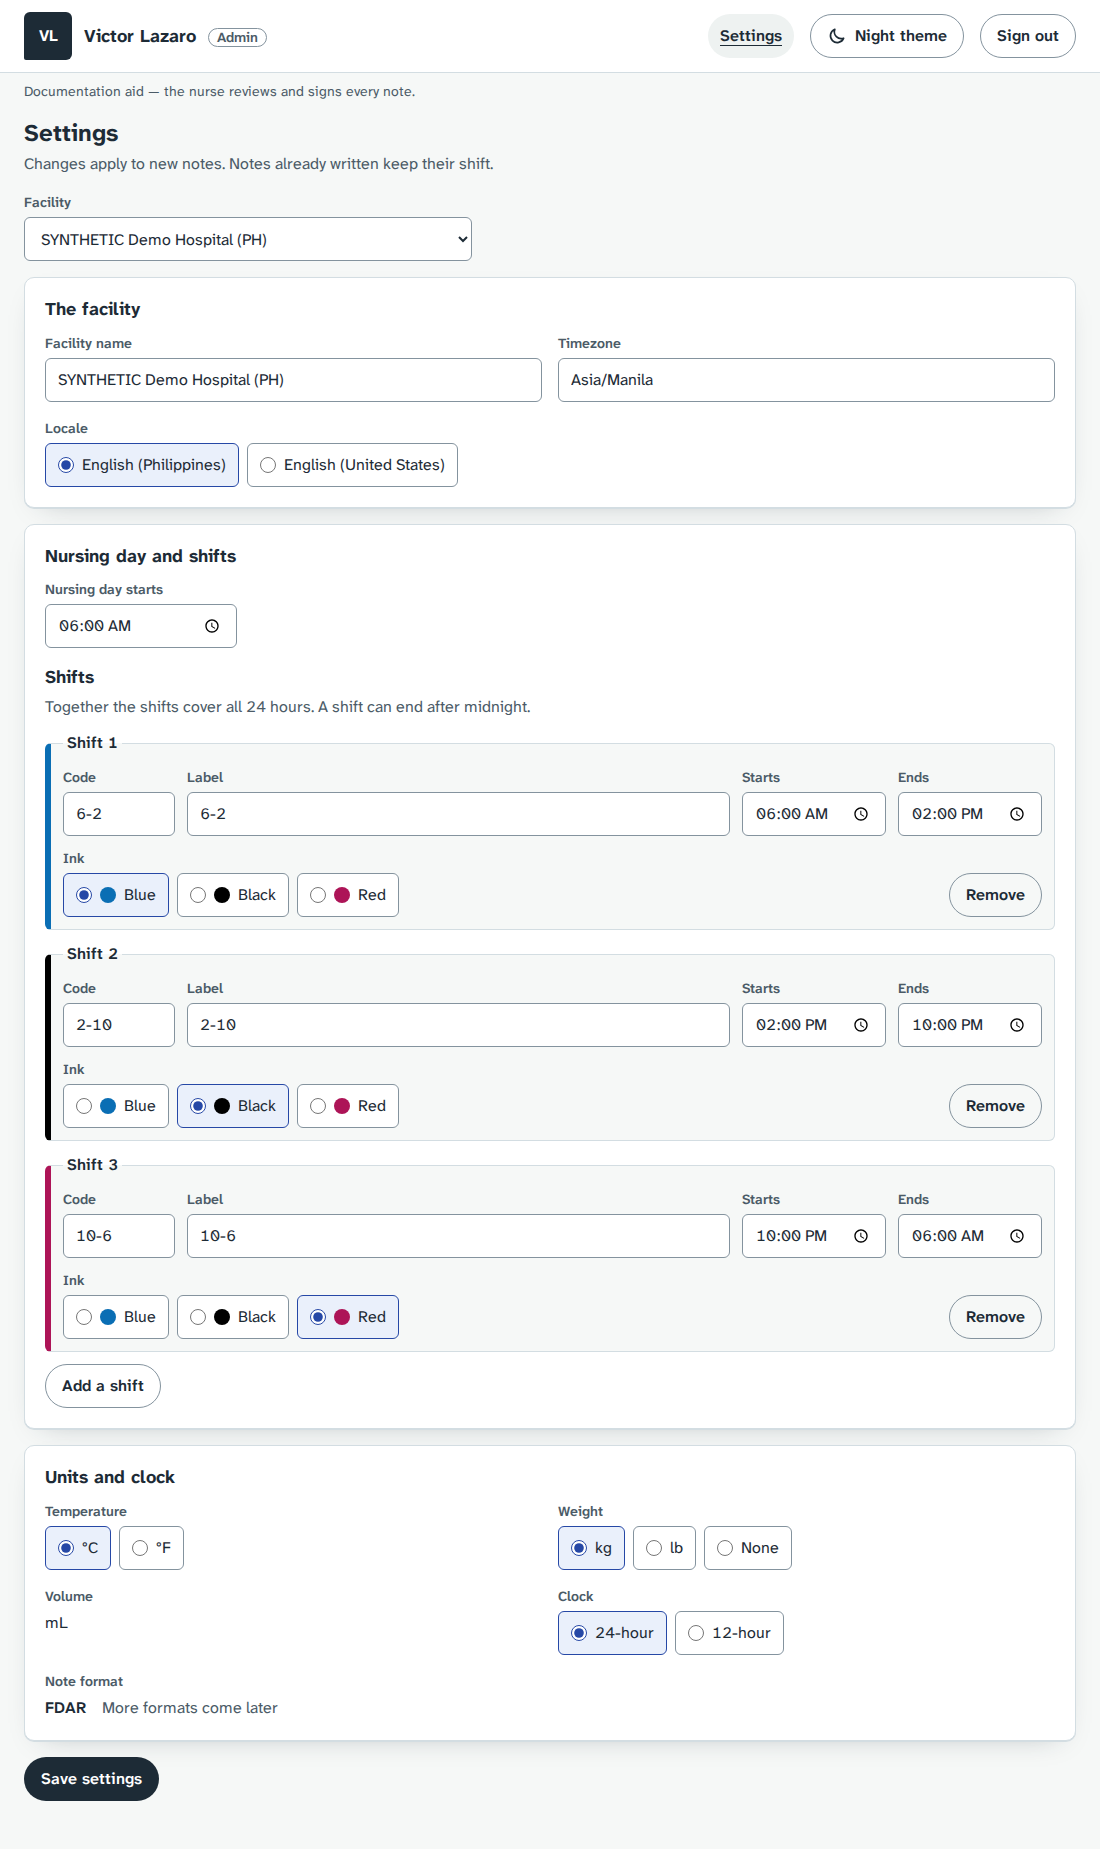 VL Victor Lazaro Admin Settings Night theme Sign out
Documentation aid — the nurse reviews and signs every note.
Settings
Changes apply to new notes. Notes already written keep their shift.
Facility
SYNTHETIC Demo Hospital (PH)
The facility
Facility name Timezone
SYNTHETIC Demo Hospital (PH) Asia/Manila
Locale
English (Philippines) English (United States)
Nursing day and shifts
Nursing day starts
06:00 AM
Shifts
Together the shifts cover all 24 hours. A shift can end after midnight.
Shift 1
Code Label Starts Ends
6-2 6-2 06:00 AM 02:00 PM
Ink
Blue Black Red Remove
Shift 2
Code Label Starts Ends
2-10 2-10 02:00 PM 10:00 PM
Ink
Blue Black Red Remove
Shift 3
Code Label Starts Ends
10-6 10-6 10:00 PM 06:00 AM
Ink
Blue Black Red Remove
Add a shift
Units and clock
Temperature Weight
°C °F kg lb None
Volume Clock
mL 24-hour 12-hour
Note format
FDAR More formats come later
Save settings